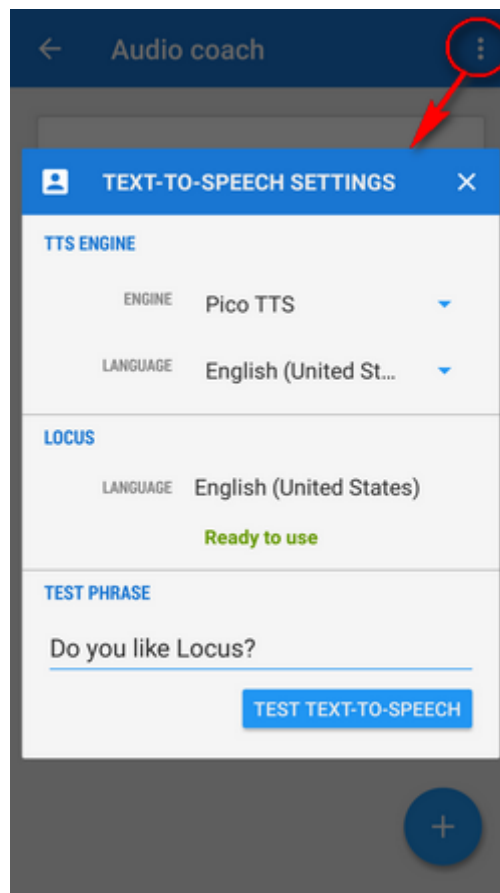 Audio coach
TEXT-TO-SPEECH SETTINGS
TTS ENGINE
ENGINE Pico TTS
LANGUAGE English (United St...
LOCUS
LANGUAGE English (United States)
Ready to use
TEST PHRASE
Do you like Locus?
TEST TEXT-TO-SPEECH